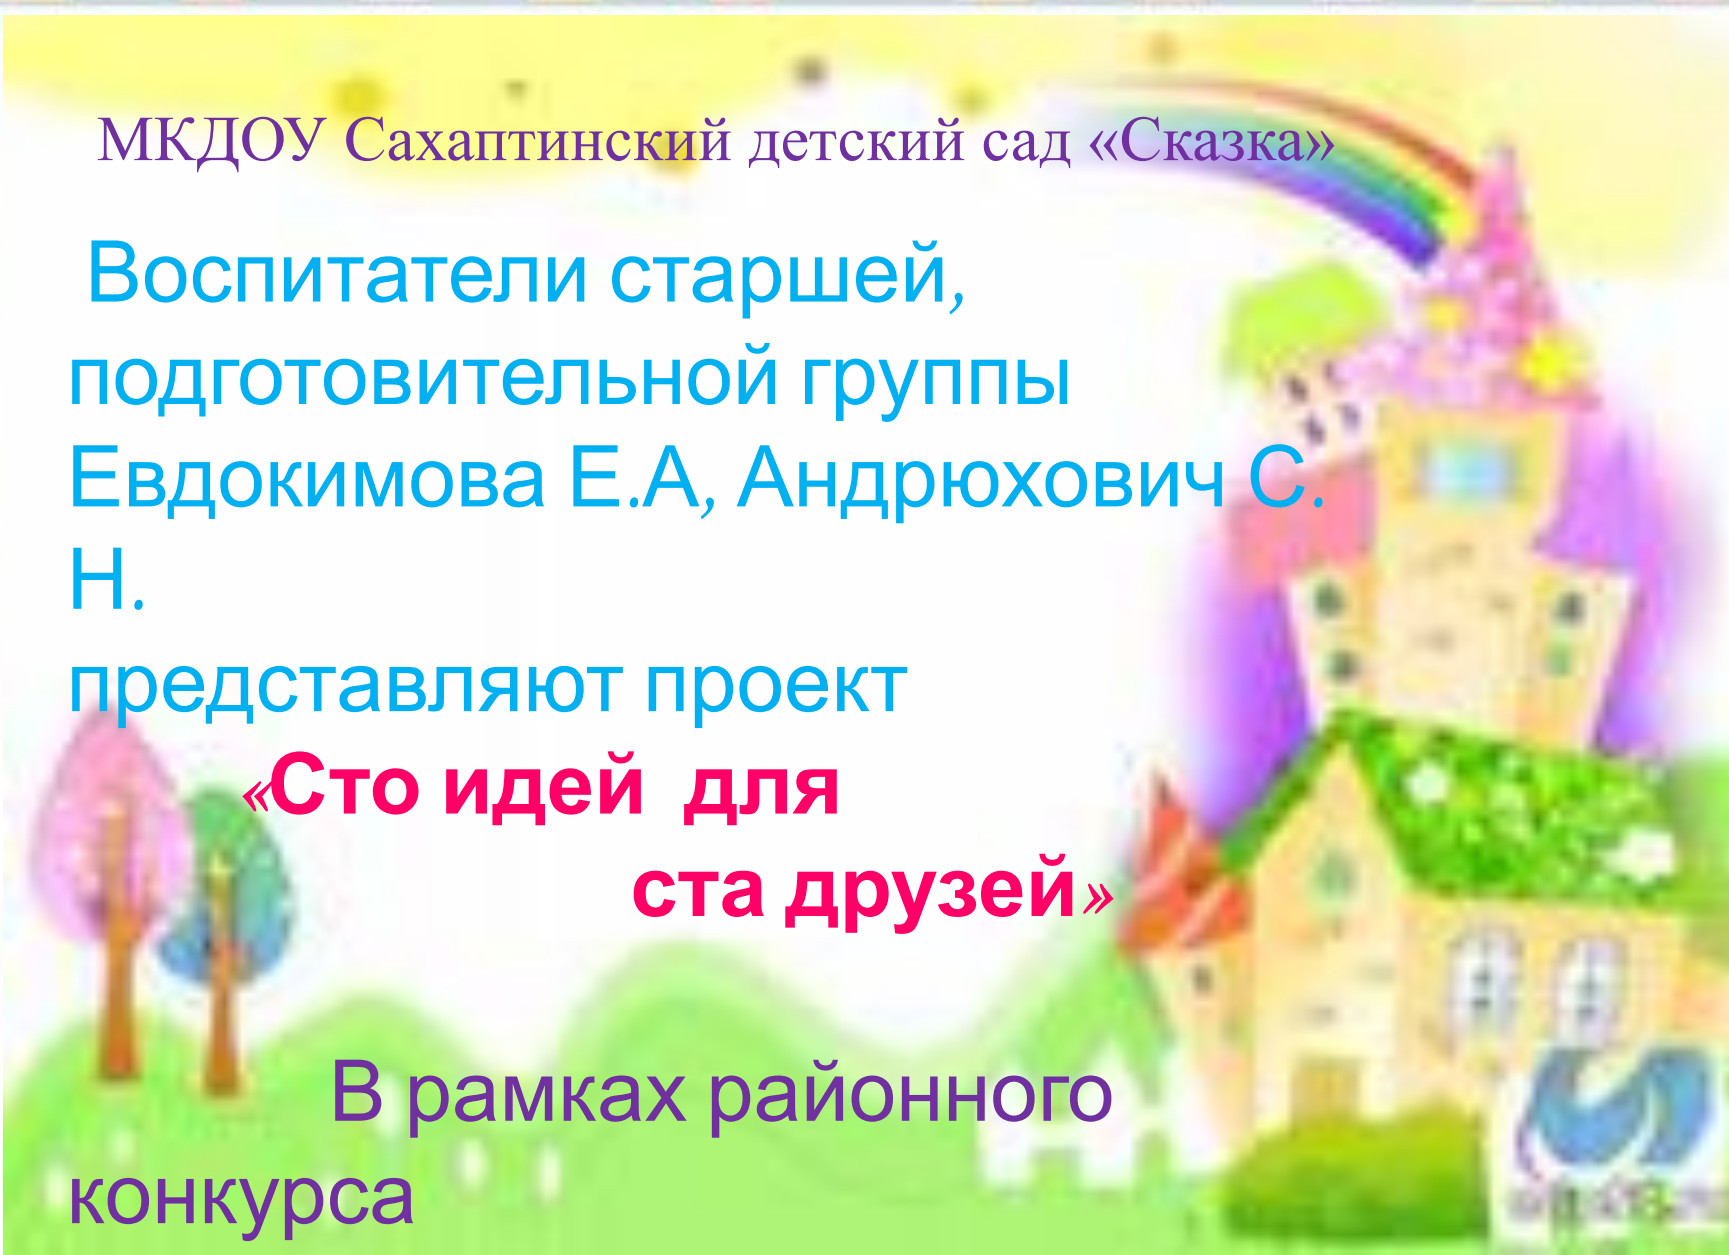 МКДОУ Сахаптинский детский сад «Сказка»
Воспитатели старшей,
подготовительной группы
Евдокимова Е.А, Андрюхович С.
Н.
представляют проект
«Сто идей для
ста друзей»
В рамках районного
конкурса